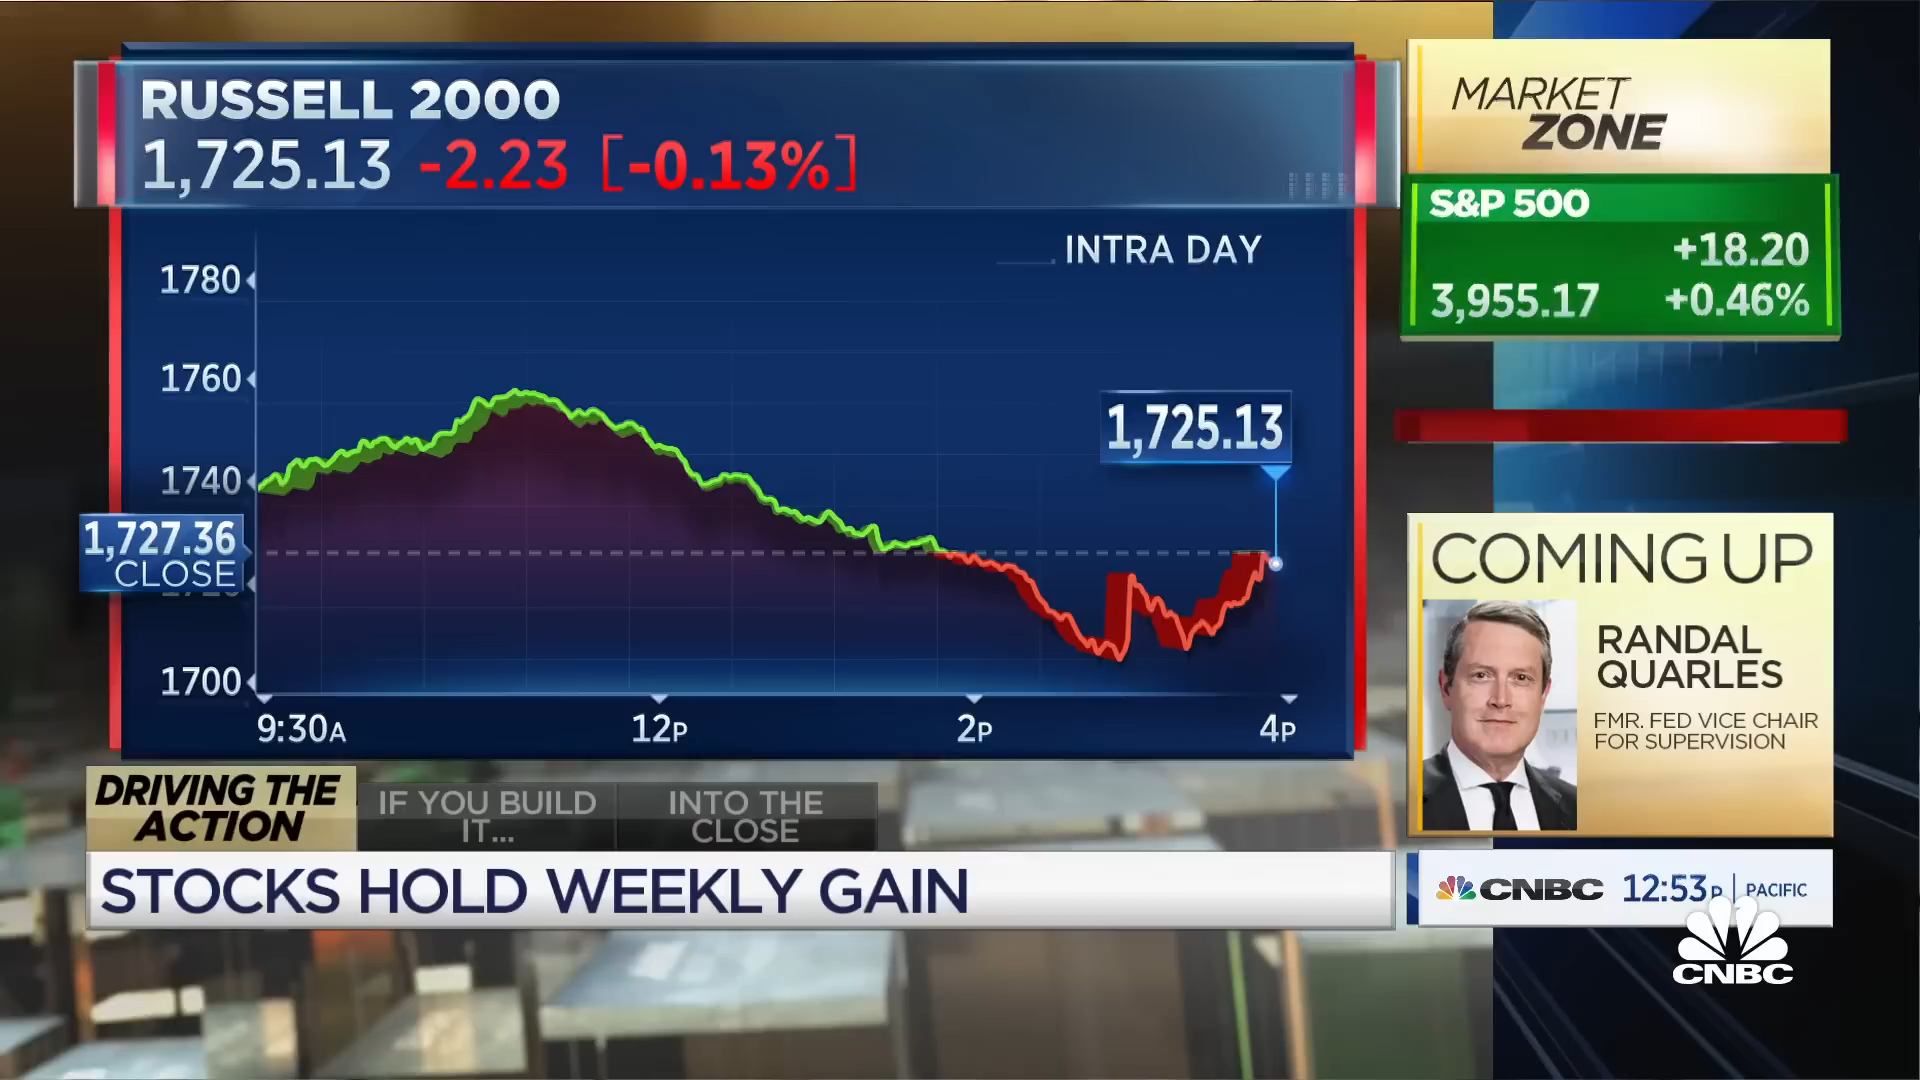 RUSSELL 2000
1,725.13 -2.23 [-0.13%]
INTRA DAY
1780
1760
1740
1,727.36
CLOSE
1700
1,725.13
9:30A
12P
2P
4P
MARKET
ZONE
S&P 500
+18.20
3,955.17 +0.46%
COMING UP
RANDAL
QUARLES
FMR. FED VICE CHAIR
FOR SUPERVISION
DRIVING THE
ACTION
IF YOU BUILD
IT...
INTO THE
CLOSE
STOCKS HOLD WEEKLY GAIN
CNBC 12:53P PACIFIC
CNBC